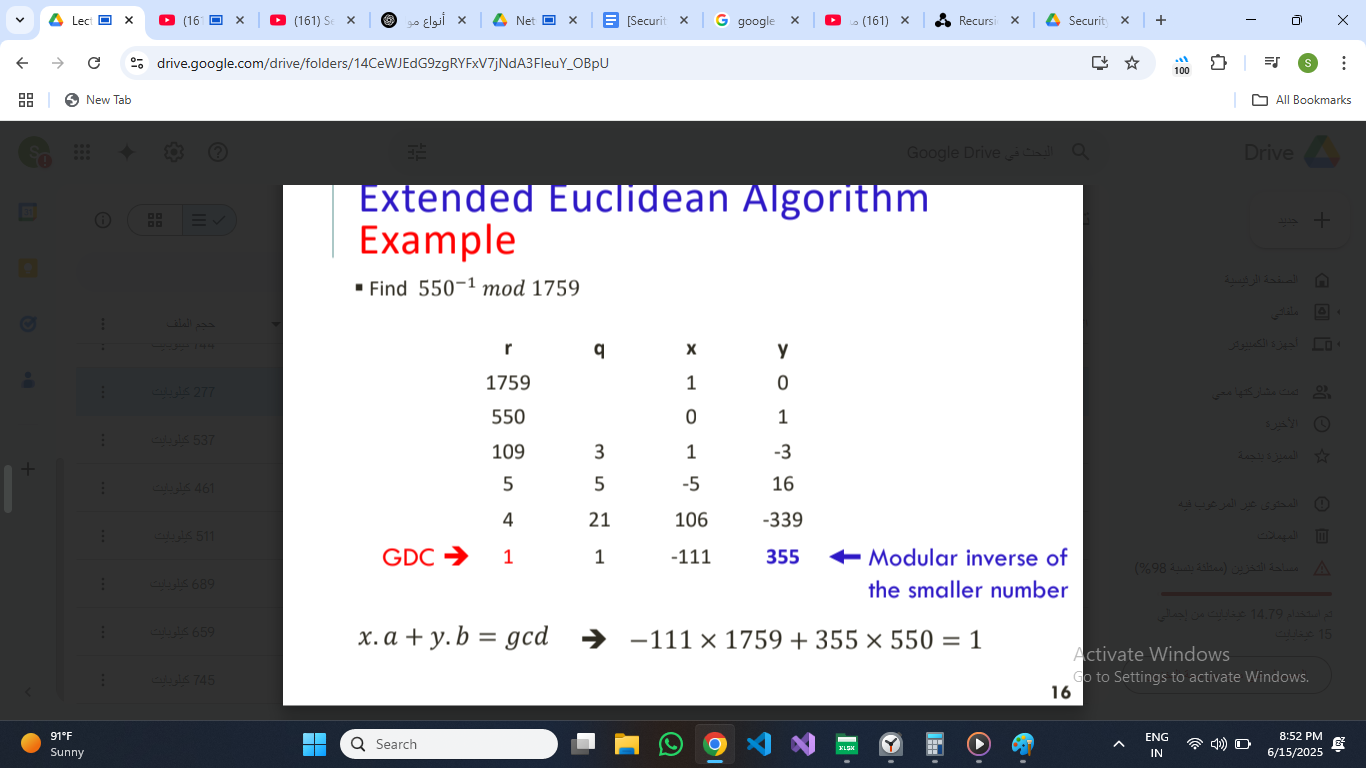 Lect
(161
(161) Se
أنواع مو
Net
[Securit
google
(161) ما
Recursi
Security
drive.google.com/drive/folders/14CeWJEdG9zgRYFxV7jNdA3FIeuY_OBpU
100
S
New Tab
All Bookmarks
S
البحث في Google Drive
Drive
جديد
الصفحة الرئيسية
ملفاتي
أجهزة الكمبيوتر
تمت مشاركتها معي
الأخيرة
المميزة بنجمة
المحتوى غير المرغوب فيه
المهملات
مساحة التخزين (ممتلئة بنسبة 98%)
تم استخدام 14.79 غيغابايت من إجمالي
15 غيغابايت
حجم الملف
744 كيلوبايت
277 كيلوبايت
537 كيلوبايت
461 كيلوبايت
511 كيلوبايت
689 كيلوبايت
659 كيلوبايت
745 كيلوبايت
Extended Euclidean Algorithm
Example
▪ Find 550⁻¹ mod 1759
r q x y
1759 1 0
550 0 1
109 3 1 -3
5 5 -5 16
4 21 106 -339
GDC ➔ 1 1 -111 355 ← Modular inverse of
the smaller number
x.a + y.b = gcd ➔ −111 × 1759 + 355 × 550 = 1
16
Activate Windows
Go to Settings to activate Windows.
91°F
Sunny
Search
XLSX
ENG
IN
8:52 PM
6/15/2025